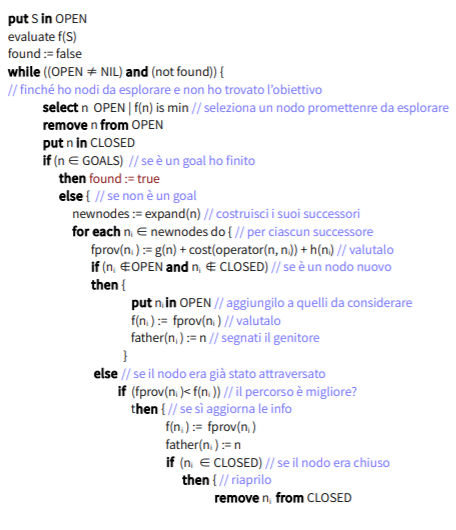 put S in OPEN
evaluate f(S)
found := false
while ((OPEN ≠ NIL) and (not found)) {
// finché ho nodi da esplorare e non ho trovato l'obiettivo
select n OPEN | f(n) is min // seleziona un nodo promettenre da esplorare
remove n from OPEN
put n in CLOSED
if (n ∈ GOALS) // se è un goal ho finito
then found := true
else { // se non è un goal
newnodes := expand(n) // costruisci i suoi successori
for each nᵢ ∈ newnodes do { // per ciascun successore
fprov(nᵢ) := g(n) + cost(operator(n, nᵢ)) + h(nᵢ) // valutalo
if (nᵢ ∉OPEN and nᵢ ∉ CLOSED) // se è un nodo nuovo
then {
put nᵢ in OPEN // aggiungilo a quelli da considerare
f(nᵢ) := fprov(nᵢ) // valutalo
father(nᵢ) := n // segnati il genitore
}
else // se il nodo era già stato attraversato
if (fprov(nᵢ)< f(nᵢ)) // il percorso è migliore?
then { // se sì aggiorna le info
f(nᵢ) := fprov(nᵢ)
father(nᵢ) := n
if (nᵢ ∈ CLOSED) // se il nodo era chiuso
then { // riaprilo
remove nᵢ from CLOSED